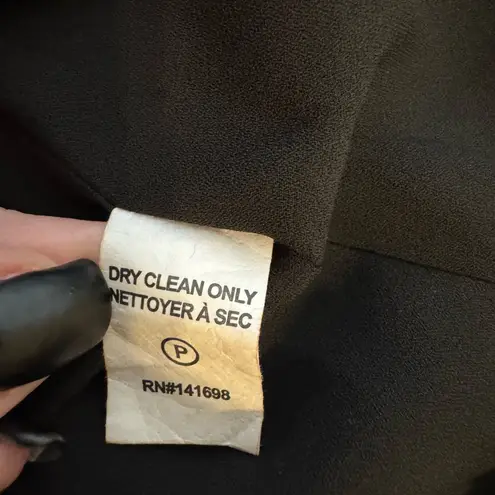 DRY CLEAN ONLY
NETTOYER À SEC
P
RN#141698